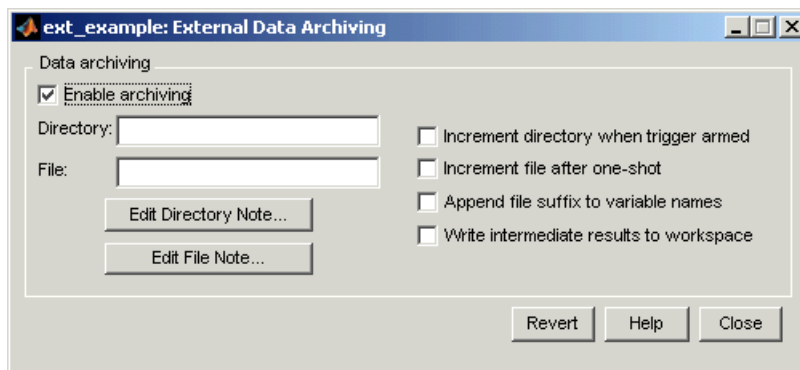 ext_example: External Data Archiving
Data archiving
Enable archiving
Directory:
File:
Edit Directory Note...
Edit File Note...
Increment directory when trigger armed
Increment file after one-shot
Append file suffix to variable names
Write intermediate results to workspace
Revert
Help
Close